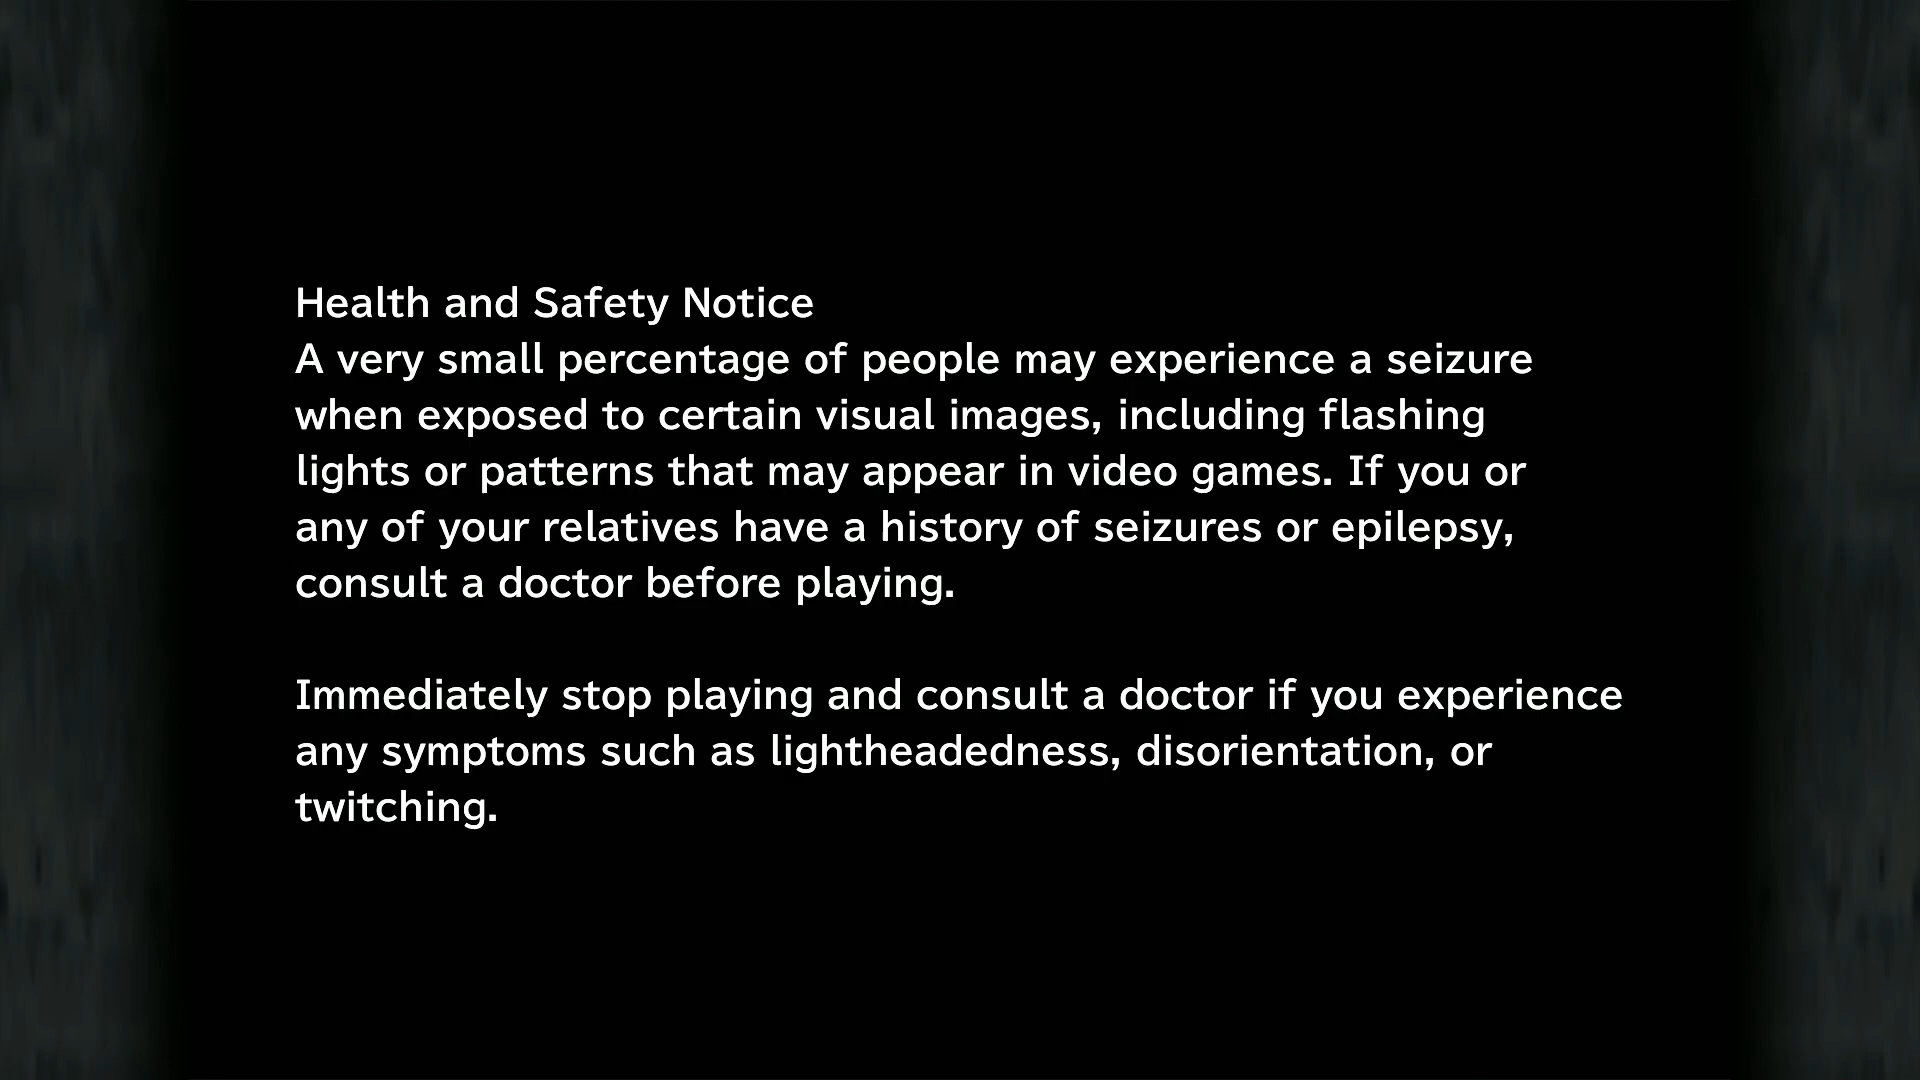 Health and Safety Notice
A very small percentage of people may experience a seizure
when exposed to certain visual images, including flashing
lights or patterns that may appear in video games. If you or
any of your relatives have a history of seizures or epilepsy,
consult a doctor before playing.
Immediately stop playing and consult a doctor if you experience
any symptoms such as lightheadedness, disorientation, or
twitching.